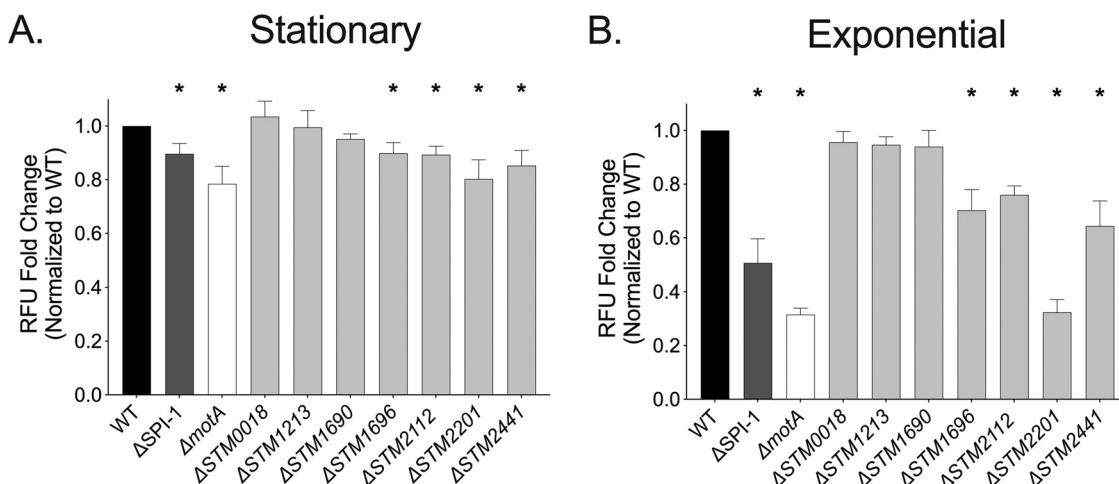 A.
Stationary
* * * * * *
RFU Fold Change
(Normalized to WT)
1.0
0.8
0.6
0.4
0.2
0.0
WT
ΔSPI-1
ΔmotA
ΔSTM0018
ΔSTM1213
ΔSTM1690
ΔSTM1696
ΔSTM2112
ΔSTM2201
ΔSTM2441
B.
Exponential
* * * * * *
RFU Fold Change
(Normalized to WT)
1.0
0.8
0.6
0.4
0.2
0.0
WT
ΔSPI-1
ΔmotA
ΔSTM0018
ΔSTM1213
ΔSTM1690
ΔSTM1696
ΔSTM2112
ΔSTM2201
ΔSTM2441